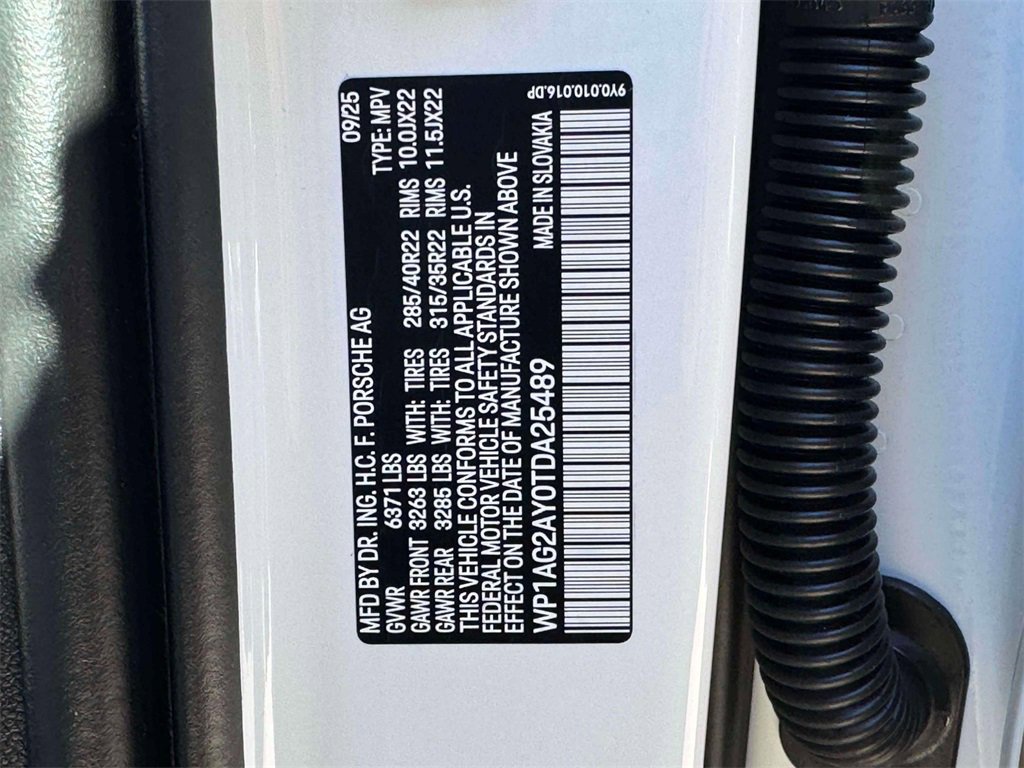 MFD BY DR. ING. H.C. F. PORSCHE AG 09/25
GVWR 6371 LBS TYPE: MPV
GAWR FRONT 3263 LBS WITH: TIRES 285/40R22 RIMS 10.0JX22
GAWR REAR 3285 LBS WITH: TIRES 315/35R22 RIMS 11.5JX22
THIS VEHICLE CONFORMS TO ALL APPLICABLE U.S.
FEDERAL MOTOR VEHICLE SAFETY STANDARDS IN
EFFECT ON THE DATE OF MANUFACTURE SHOWN ABOVE
WP1AG2AY0TDA25489 MADE IN SLOVAKIA
9Y0.010.016.DP